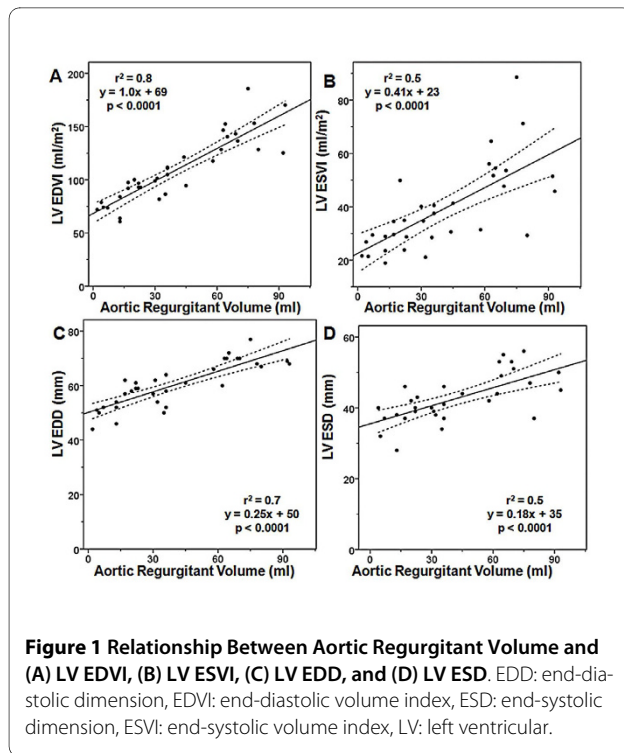 A
r² = 0.8
y = 1.0x + 69
p < 0.0001
LV EDVI (ml/m²)
200
150
100
50
0
0 30 60 90
Aortic Regurgitant Volume (ml)
B
r² = 0.5
y = 0.41x + 23
p < 0.0001
LV ESVI (ml/m²)
80
60
40
20
0
0 30 60 90
Aortic Regurgitant Volume (ml)
C
LV EDD (mm)
80
60
40
20
0
r² = 0.7
y = 0.25x + 50
p < 0.0001
0 30 60 90
Aortic Regurgitant Volume (ml)
D
LV ESD (mm)
60
40
20
0
r² = 0.5
y = 0.18x + 35
p < 0.0001
0 30 60 90
Aortic Regurgitant Volume (ml)
Figure 1 Relationship Between Aortic Regurgitant Volume and
(A) LV EDVI, (B) LV ESVI, (C) LV EDD, and (D) LV ESD. EDD: end-dia-
stolic dimension, EDVI: end-diastolic volume index, ESD: end-systolic
dimension, ESVI: end-systolic volume index, LV: left ventricular.